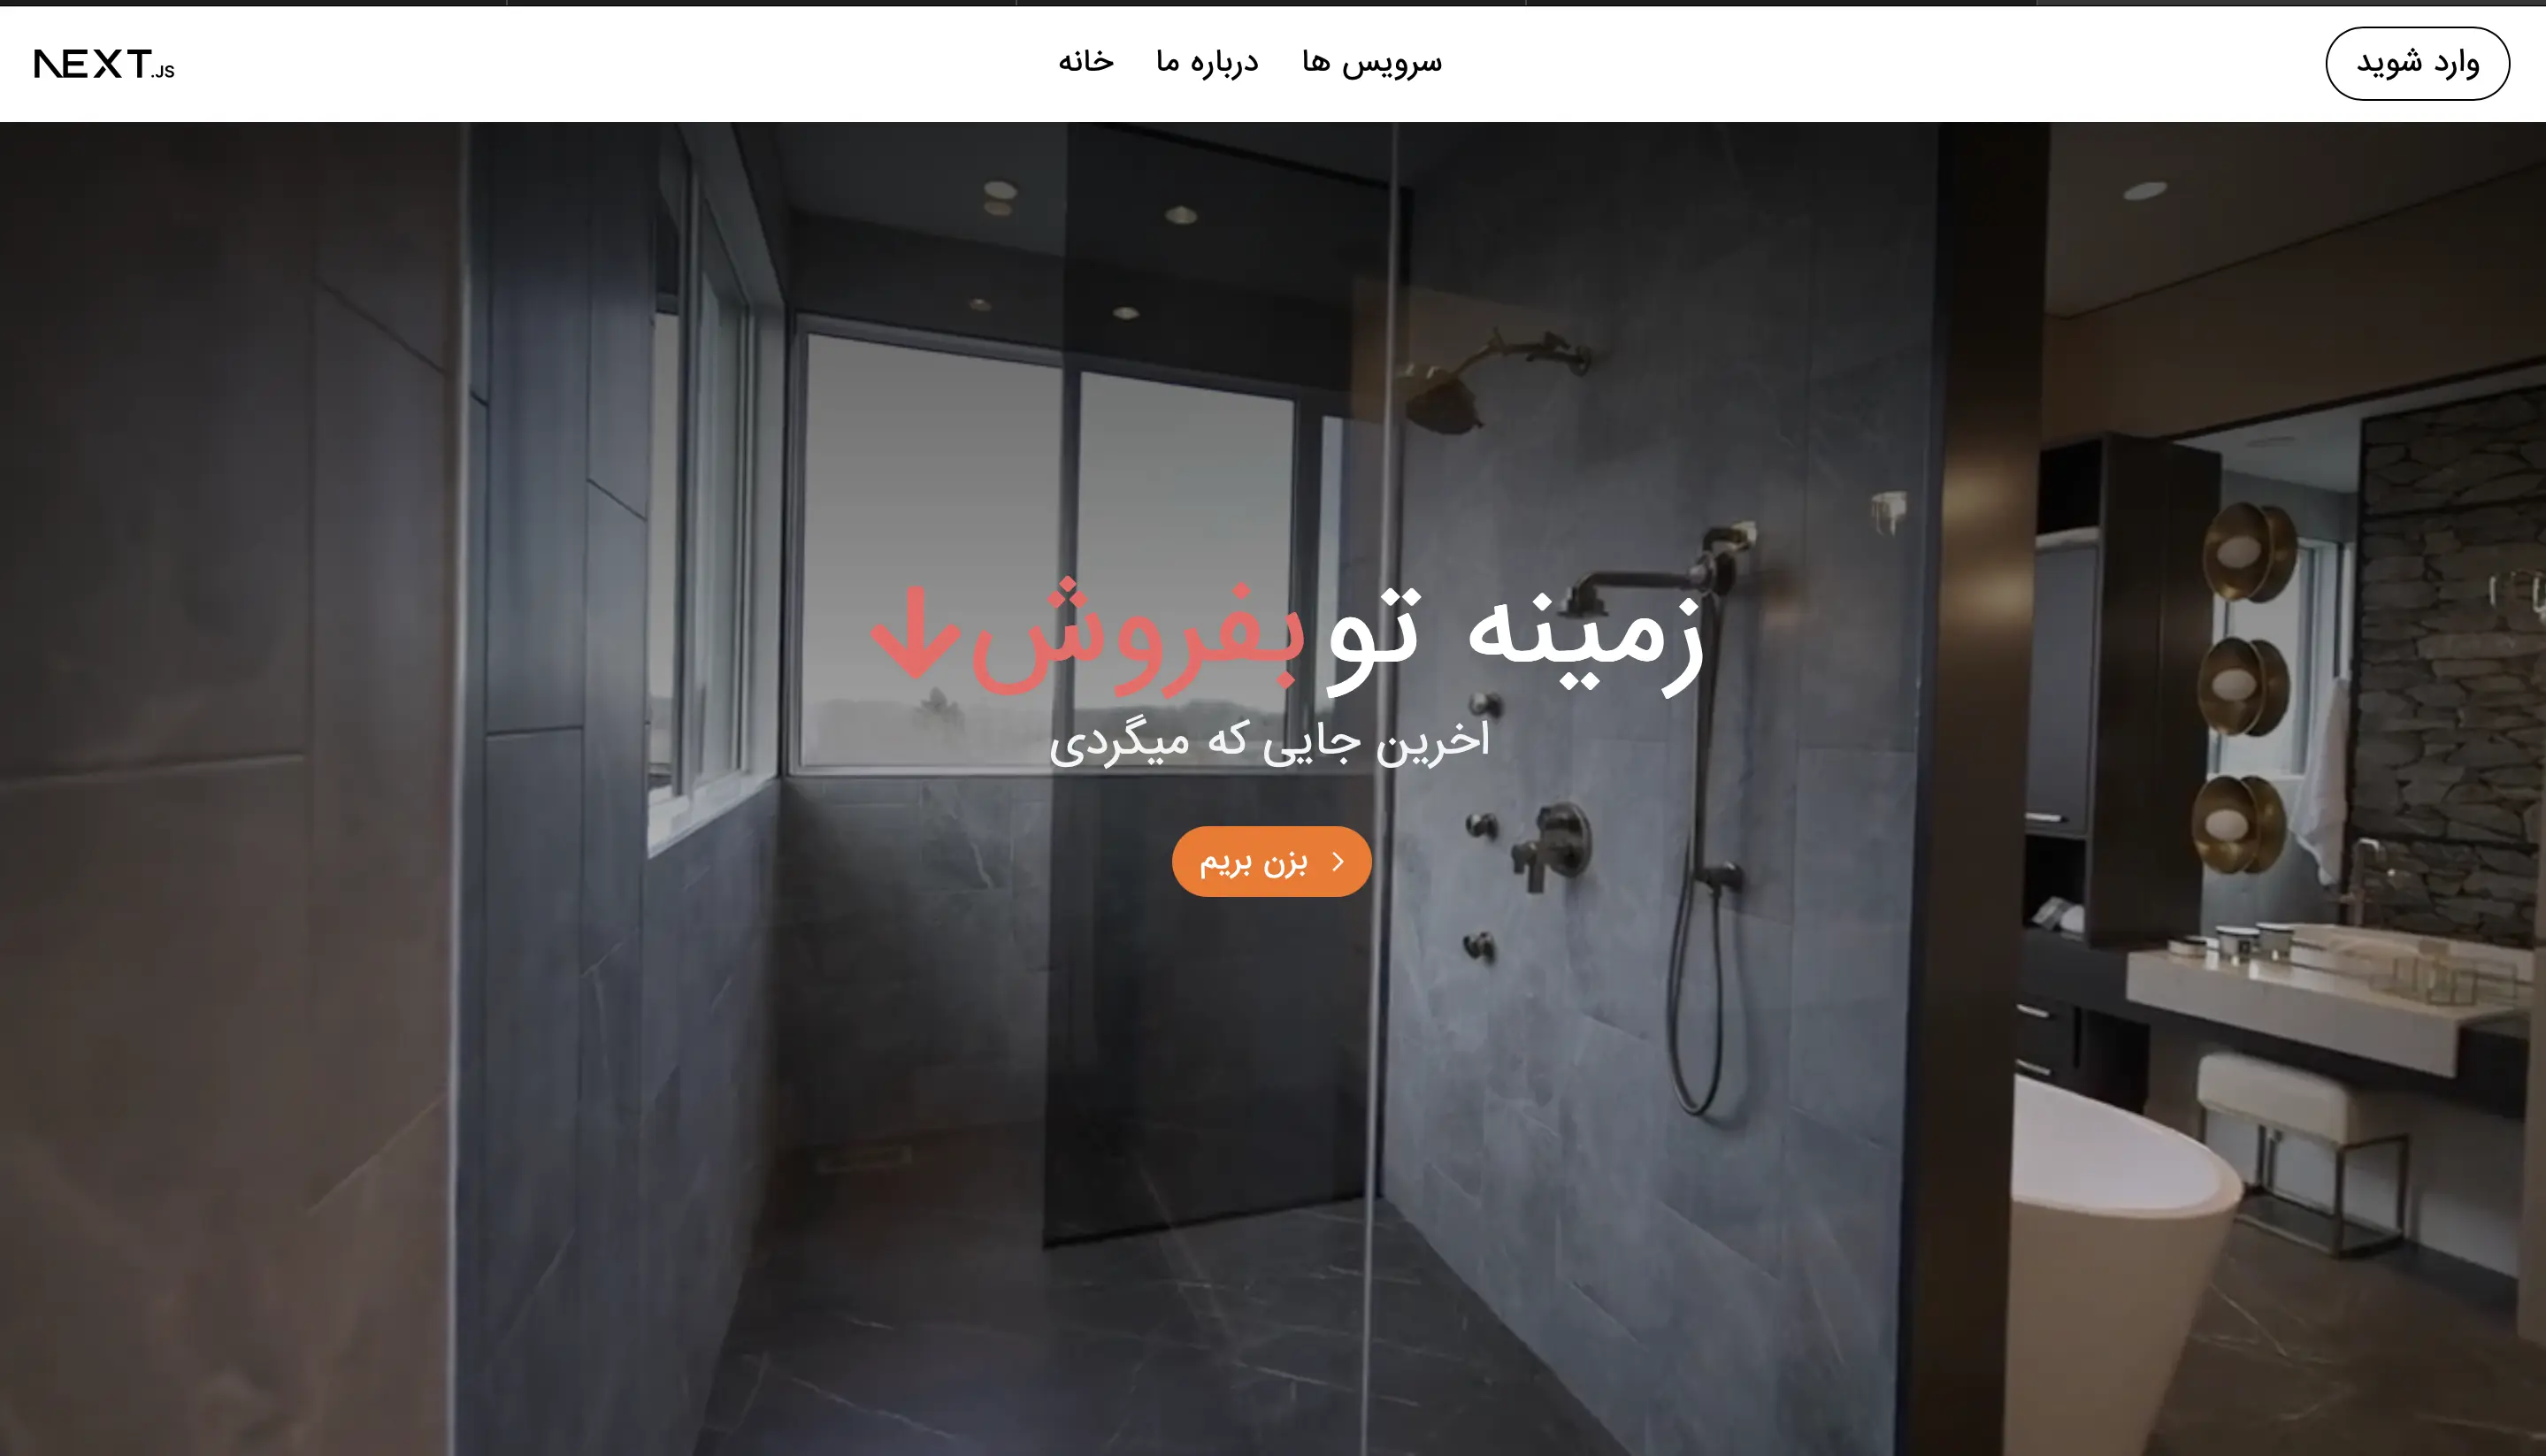 NEXT.JS
خانه
درباره ما
سرویس ها
وارد شوید
زمینه تو بفروش
اخرین جایی که میگردی
بزن بریم